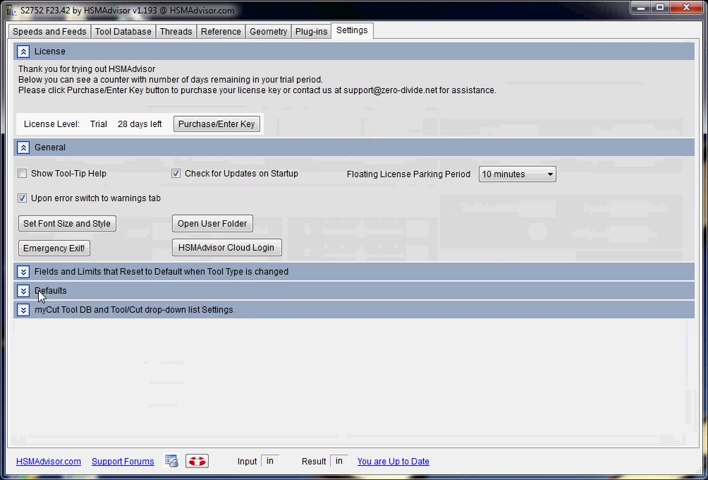 S2752 F23.42 by HSMAdvisor v1.193 @ HSMAdvisor.com
Speeds and Feeds Tool Database Threads Reference Geometry Plug-ins Settings
License
Thank you for trying out HSMAdvisor
Below you can see a counter with number of days remaining in your trial period.
Please click Purchase/Enter Key button to purchase your license key or contact us at support@zero-divide.net for assistance.
License Level: Trial 28 days left Purchase/Enter Key
General
Show Tool-Tip Help Check for Updates on Startup Floating License Parking Period 10 minutes
Upon error switch to warnings tab
Set Font Size and Style Open User Folder
Emergency Exit! HSMAdvisor Cloud Login
Fields and Limits that Reset to Default when Tool Type is changed
Defaults
myCut Tool DB and Tool/Cut drop-down list Settings
HSMAdvisor.com Support Forums Input in Result in You are Up to Date